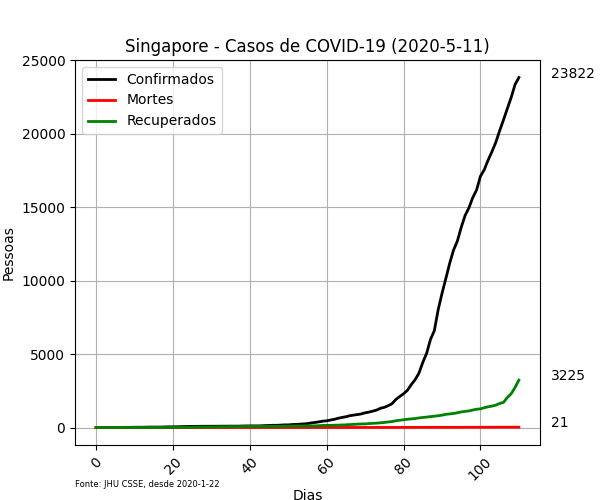 Singapore - Casos de COVID-19 (2020-5-11)
25000
20000
15000
10000
5000
0
Pessoas
Confirmados
Mortes
Recuperados
23822
3225
21
0
20
40
60
80
100
Dias
Fonte: JHU CSSE, desde 2020-1-22